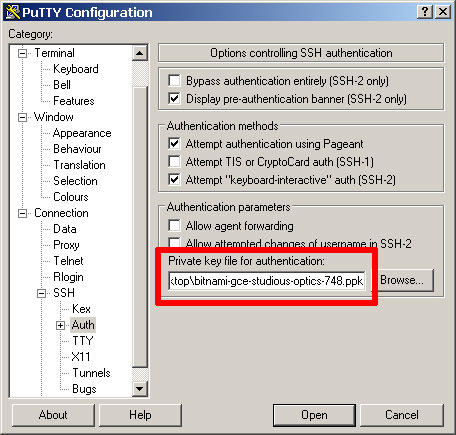 PuTTY Configuration
Category:
Terminal
Keyboard
Bell
Features
Window
Appearance
Behaviour
Translation
Selection
Colours
Connection
Data
Proxy
Telnet
Rlogin
SSH
Kex
Auth
TTY
X11
Tunnels
Bugs
Options controlling SSH authentication
Bypass authentication entirely (SSH-2 only)
Display pre-authentication banner (SSH-2 only)
Authentication methods
Attempt authentication using Pageant
Attempt TIS or CryptoCard auth (SSH-1)
Attempt "keyboard-interactive" auth (SSH-2)
Authentication parameters
Allow agent forwarding
Allow attempted changes of username in SSH-2
Private key file for authentication:
top\bitnami-gce-studious-optics-748.ppk
Browse...
About
Help
Open
Cancel